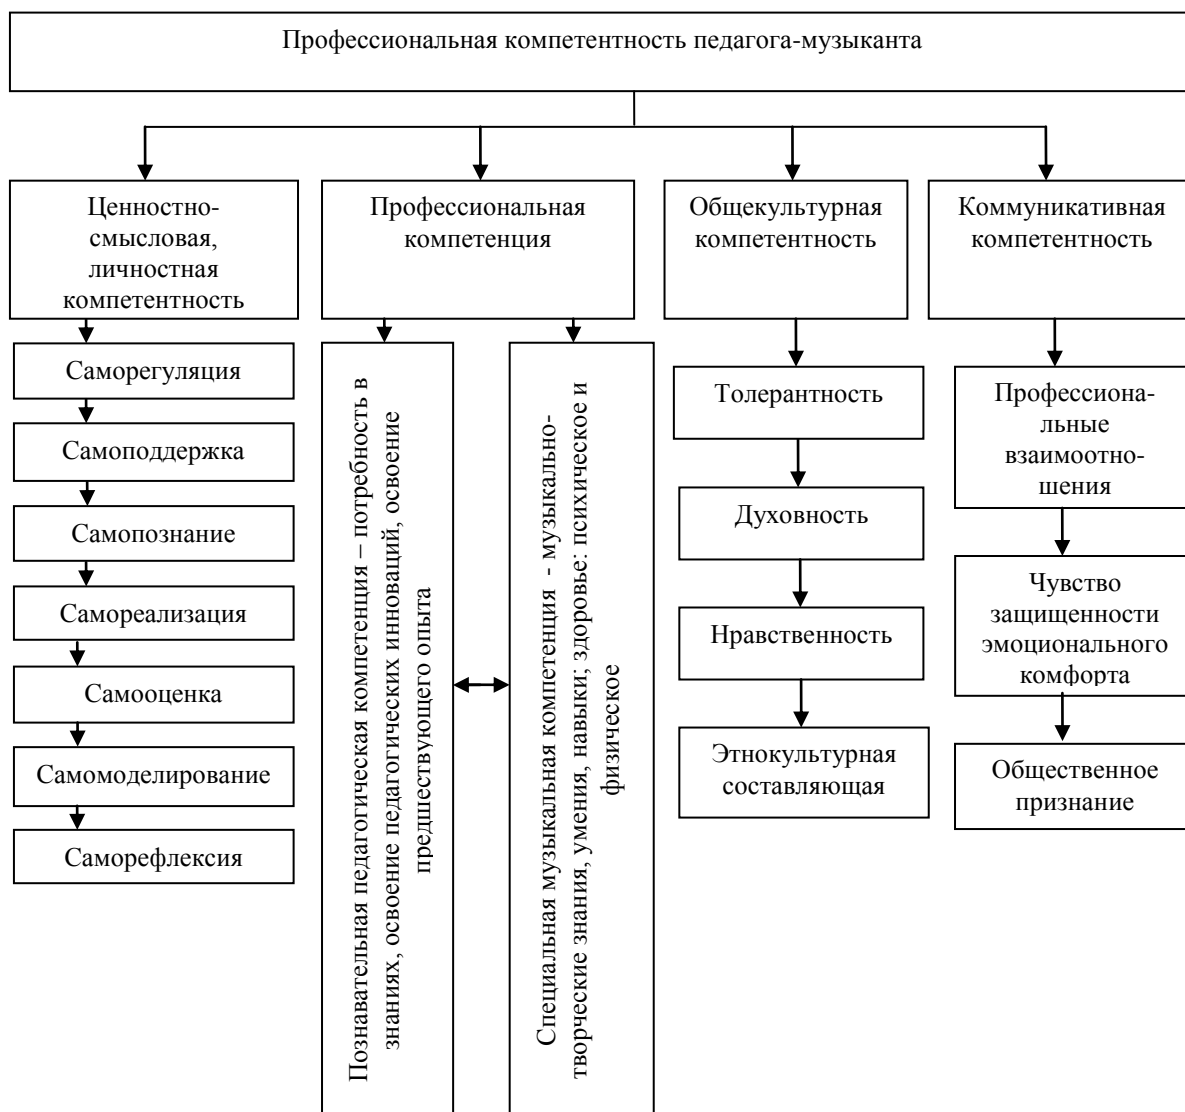 Профессиональная компетентность педагога-музыканта
Ценностно-
смысловая,
личностная
компетентность
Профессиональная
компетенция
Общекультурная
компетентность
Коммуникативная
компетентность
Саморегуляция
Самоподдержка
Самопознание
Самореализация
Самооценка
Самомоделирование
Саморефлексия
Познавательная педагогическая компетенция – потребность в
знаниях, освоение педагогических инноваций, освоение
предшествующего опыта
Специальная музыкальная компетенция - музыкально-
творческие знания, умения, навыки; здоровье: психическое и
физическое
Толерантность
Духовность
Нравственность
Этнокультурная
составляющая
Профессиона-
льные
взаимоотно-
шения
Чувство
защищенности
эмоционального
комфорта
Общественное
признание